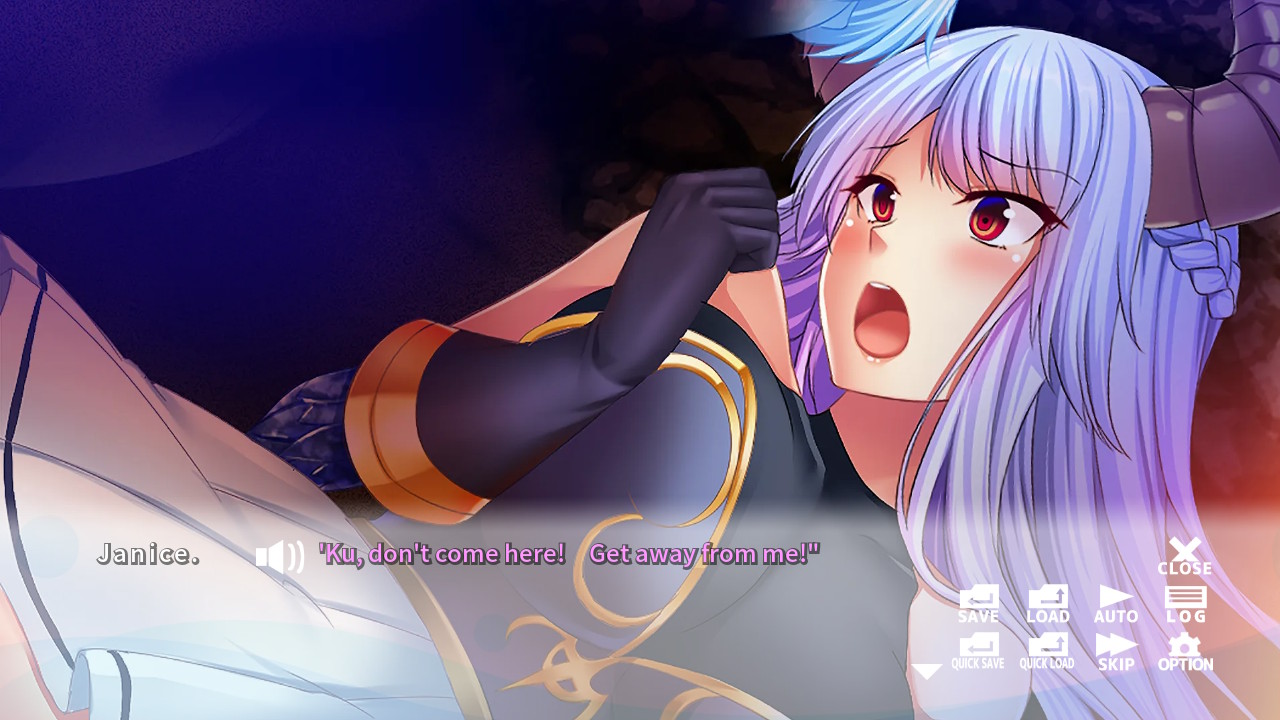 Janice.
'Ku, don't come here! Get away from me!"
CLOSE
SAVE LOAD AUTO LOG
QUICK SAVE QUICK LOAD SKIP OPTION